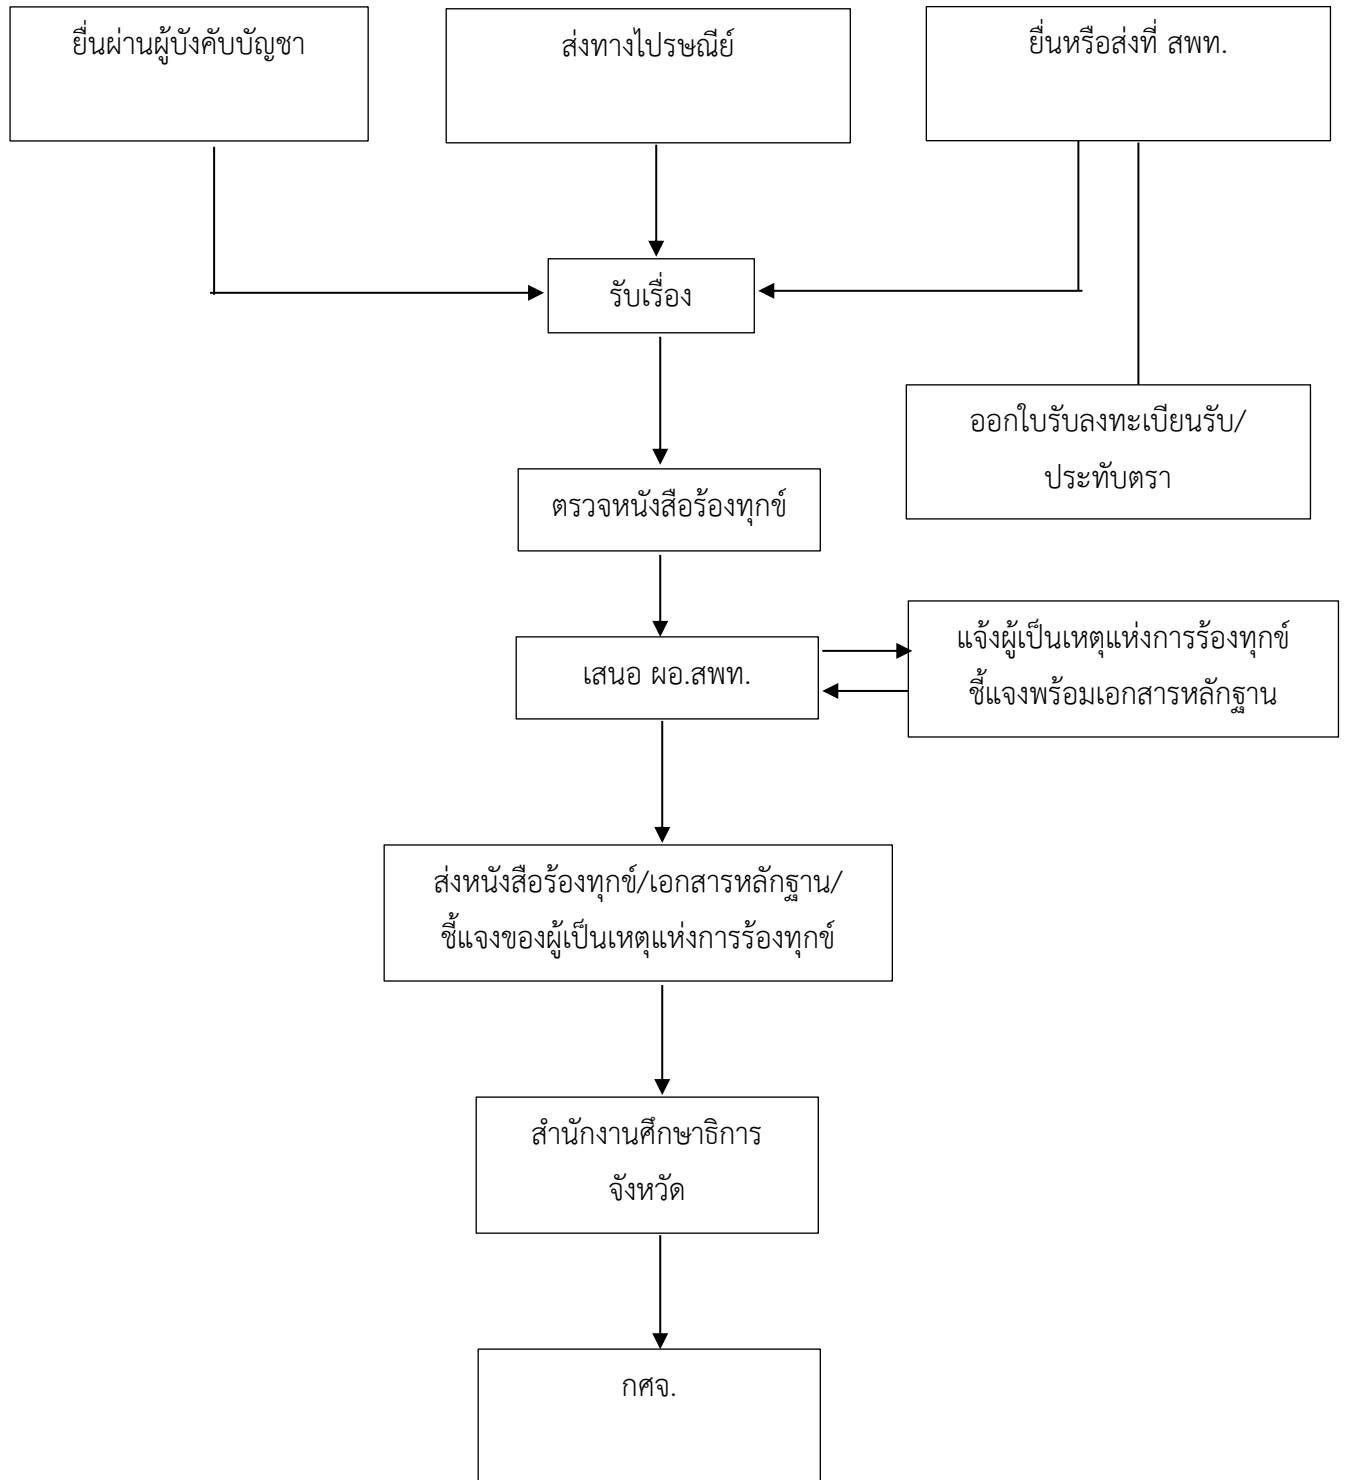 ยื่นผ่านผู้บังคับบัญชา
ส่งทางไปรษณีย์
ยื่นหรือส่งที่ สพท.
รับเรื่อง
ออกใบรับลงทะเบียนรับ/
ประทับตรา
ตรวจหนังสือร้องทุกข์
เสนอ ผอ.สพท.
แจ้งผู้เป็นเหตุแห่งการร้องทุกข์
ชี้แจงพร้อมเอกสารหลักฐาน
ส่งหนังสือร้องทุกข์/เอกสารหลักฐาน/
ชี้แจงของผู้เป็นเหตุแห่งการร้องทุกข์
สำนักงานศึกษาธิการ
จังหวัด
กศจ.